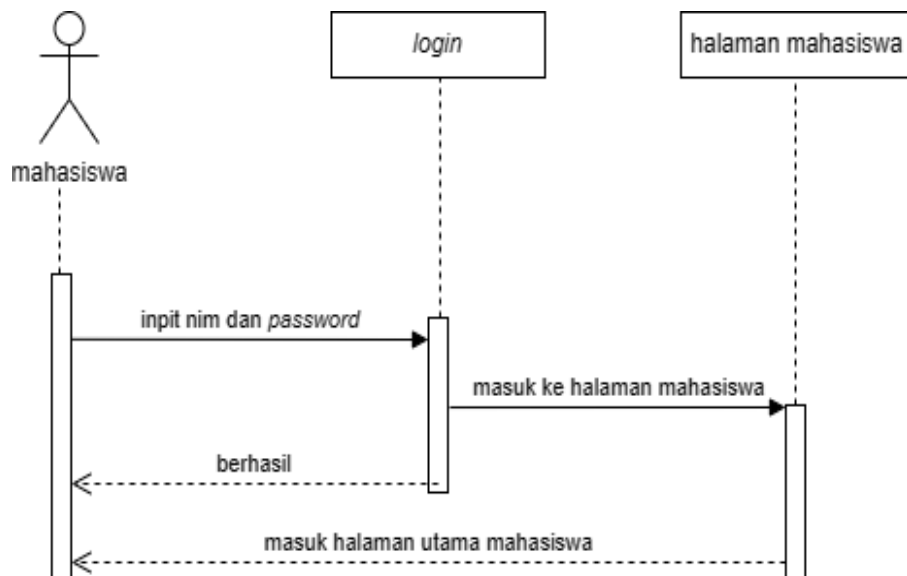 login
halaman mahasiswa
mahasiswa
inpit nim dan password
masuk ke halaman mahasiswa
berhasil
masuk halaman utama mahasiswa